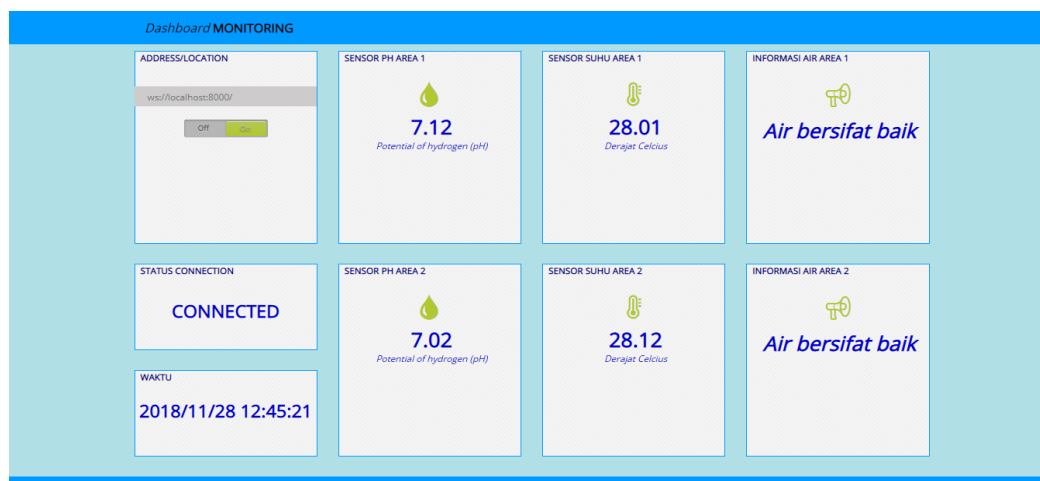 Dashboard MONITORING
ADDRESS/LOCATION
ws://localhost:8000/
Off Go
SENSOR PH AREA 1
7.12
Potential of hydrogen (pH)
SENSOR SUHU AREA 1
28.01
Derajat Celcius
INFORMASI AIR AREA 1
Air bersifat baik
STATUS CONNECTION
CONNECTED
WAKTU
2018/11/28 12:45:21
SENSOR PH AREA 2
7.02
Potential of hydrogen (pH)
SENSOR SUHU AREA 2
28.12
Derajat Celcius
INFORMASI AIR AREA 2
Air bersifat baik